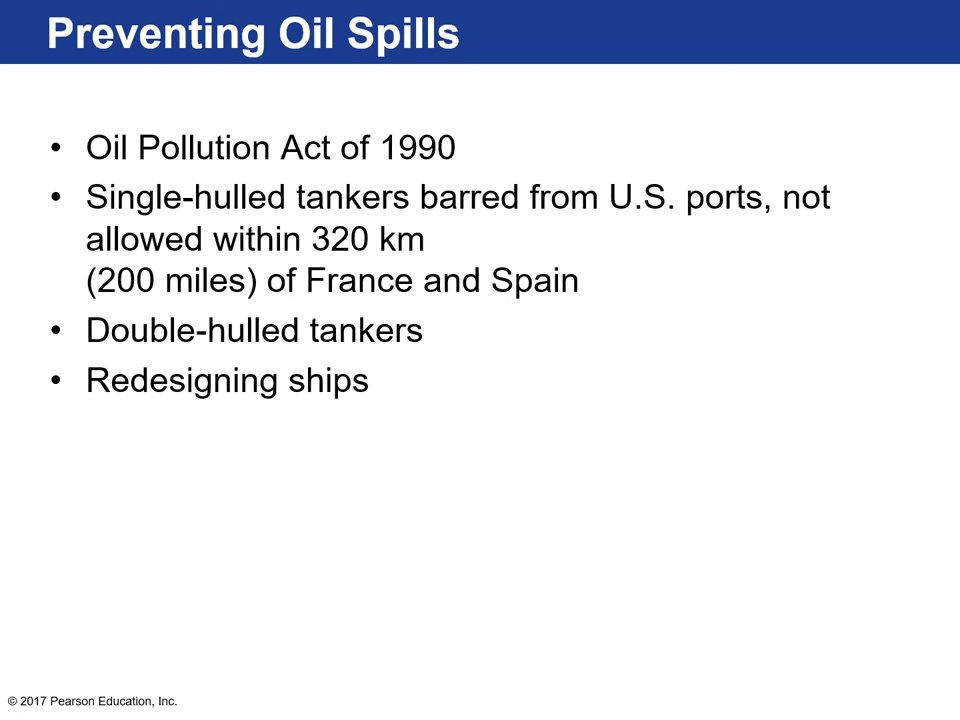 Preventing Oil Spills
• Oil Pollution Act of 1990
• Single-hulled tankers barred from U.S. ports, not
allowed within 320 km
(200 miles) of France and Spain
• Double-hulled tankers
• Redesigning ships
© 2017 Pearson Education, Inc.